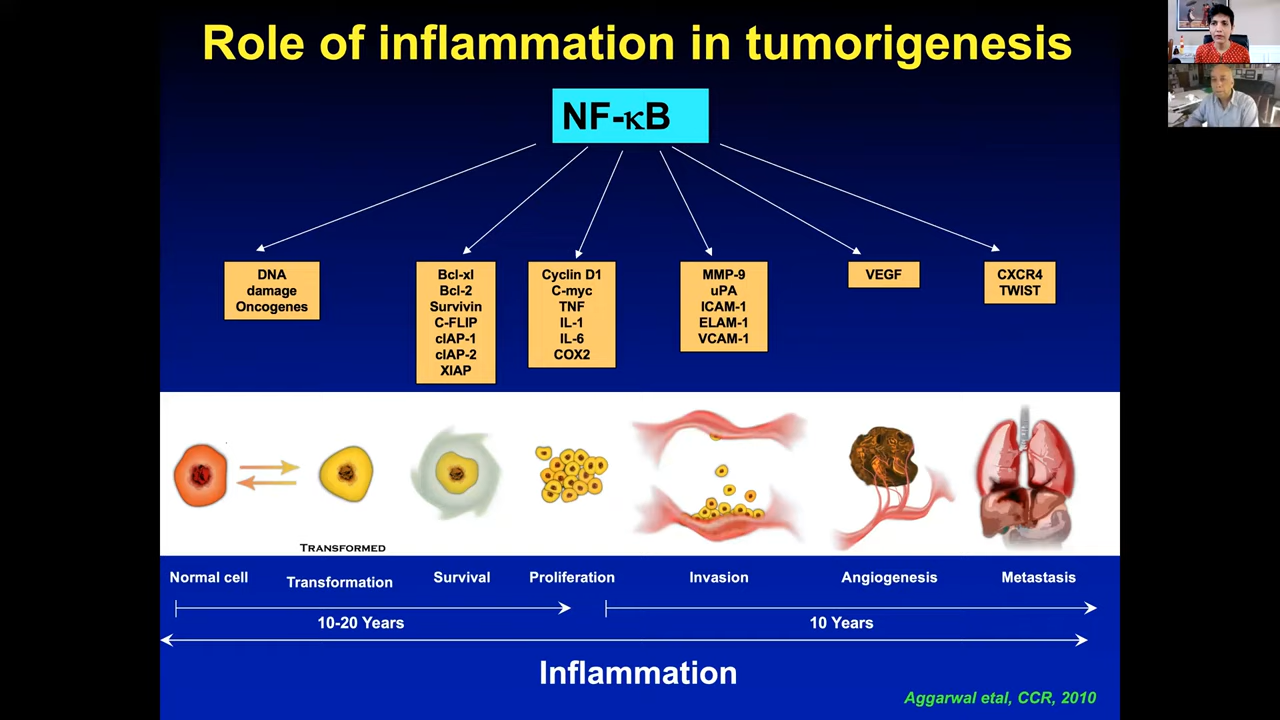 Role of inflammation in tumorigenesis
NF-κB
DNA
damage
Oncogenes
Bcl-xl
Bcl-2
Survivin
C-FLIP
cIAP-1
cIAP-2
XIAP
Cyclin D1
C-myc
TNF
IL-1
IL-6
COX2
MMP-9
uPA
ICAM-1
ELAM-1
VCAM-1
VEGF
CXCR4
TWIST
TRANSFORMED
Normal cell
Transformation
Survival
Proliferation
Invasion
Angiogenesis
Metastasis
10-20 Years
10 Years
Inflammation
Aggarwal etal, CCR, 2010